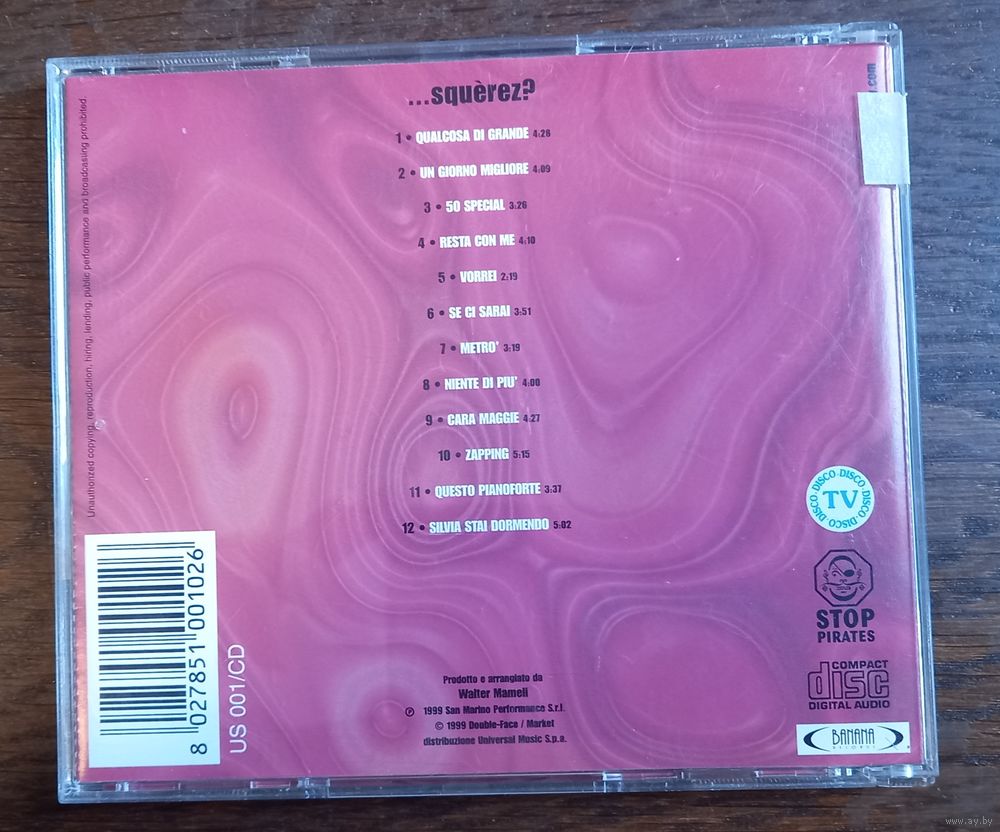 ...squèrez?
1 • QUALCOSA DI GRANDE 4:28
2 • UN GIORNO MIGLIORE 4:09
3 • 50 SPECIAL 3:26
4 • RESTA CON ME 4:10
5 • VORREI 2:19
6 • SE CI SARAI 3:51
7 • METRO' 3:19
8 • NIENTE DI PIU' 4:00
9 • CARA MAGGIE 4:27
10 • ZAPPING 5:15
11 • QUESTO PIANOFORTE 3:37
12 • SILVIA STAI DORMENDO 5:02
Prodotto e arrangiato da
Walter Mameli
℗ 1999 San Marino Performance S.r.l.
© 1999 Double-Face / Market
distribuzione Universal Music S.p.a.
Unauthorized copying, reproduction, hiring, lending, public performance and broadcasting prohibited.
8 027851 001026
US 001/CD
.com
DISCO • DISCO • DISCO • DISCO • DISCO
TV
STOP
PIRATES
COMPACT
disc
DIGITAL AUDIO
BANANA
RECORDS
www.ay.by